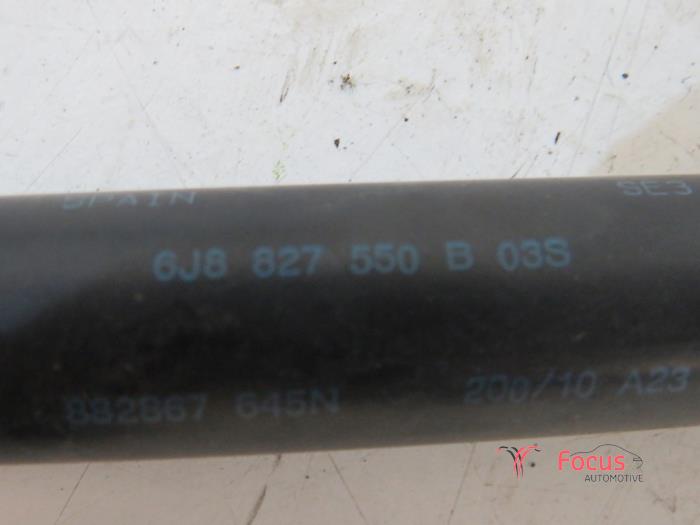 SPAIN SE3
6J8 827 550 B 03S
882867 645N 200/10 A23
Focus
AUTOMOTIVE